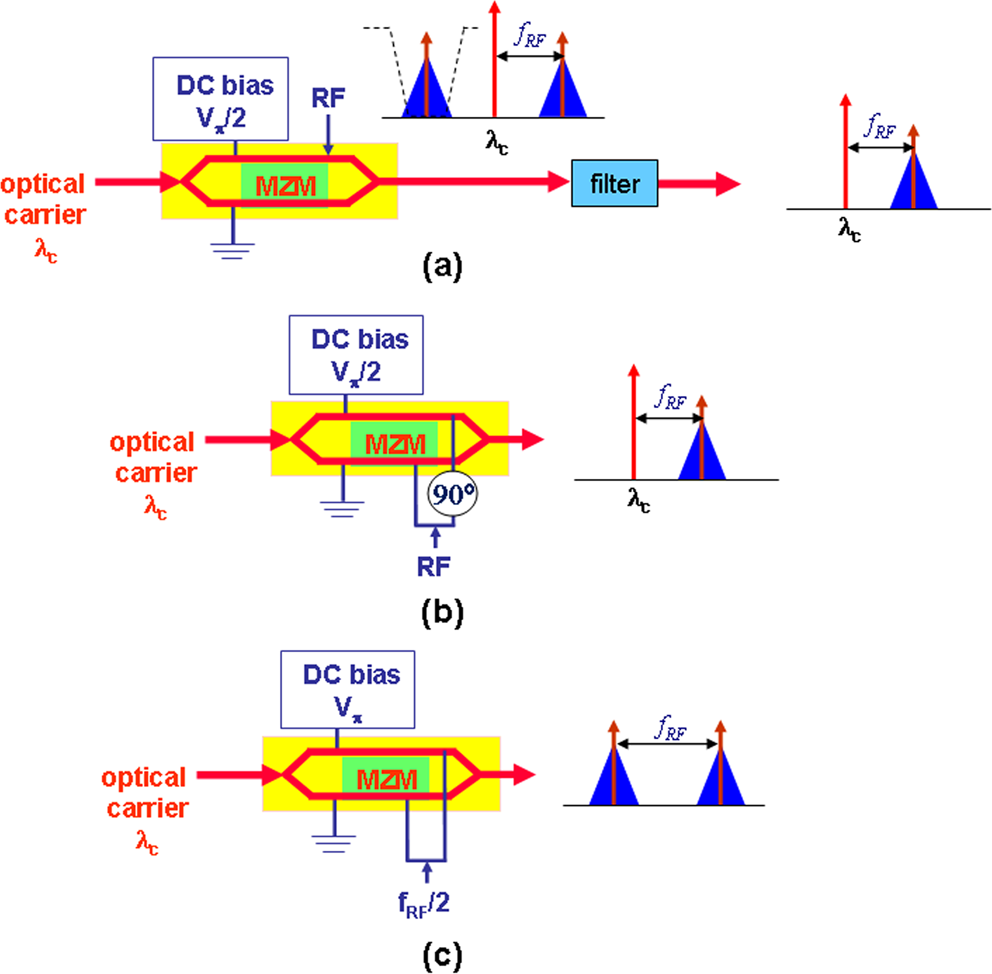 DC bias
Vπ/2
RF
fRF
λc
optical
carrier
λc
MZM
filter
fRF
λc
(a)
DC bias
Vπ/2
optical
carrier
λc
MZM
90°
RF
fRF
λc
(b)
DC bias
Vπ
optical
carrier
λc
MZM
fRF/2
fRF
(c)